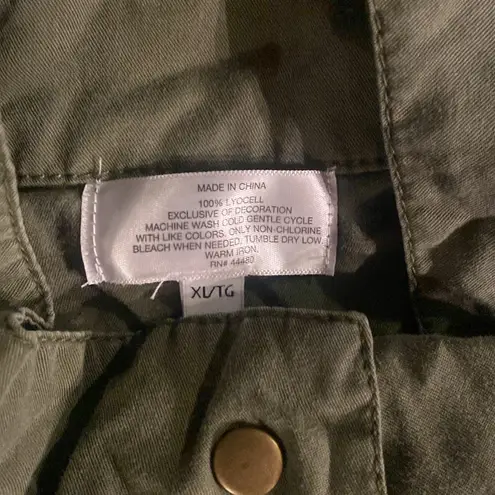 MADE IN CHINA
100% LYOCELL
EXCLUSIVE OF DECORATION
MACHINE WASH COLD GENTLE CYCLE
WITH LIKE COLORS, ONLY NON-CHLORINE
BLEACH WHEN NEEDED, TUMBLE DRY LOW,
WARM IRON.
RN# 44480
XL/TG